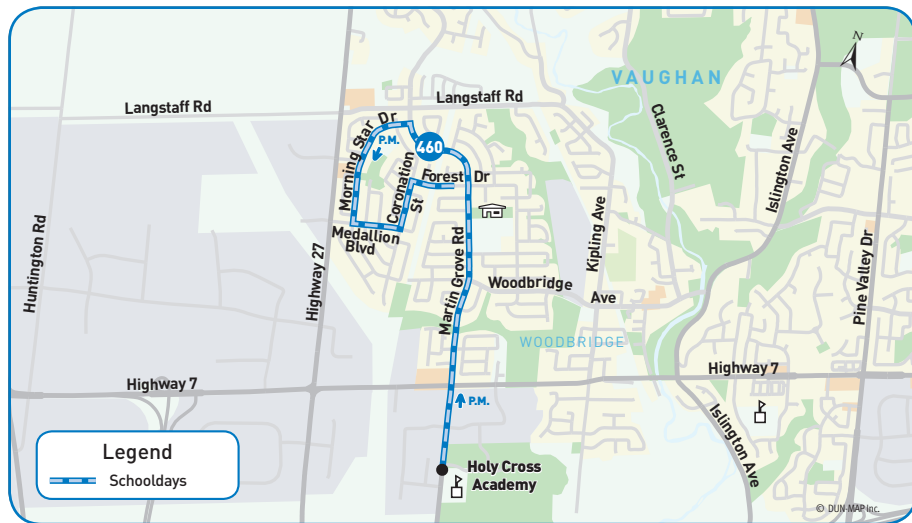 N
VAUGHAN
Langstaff Rd
Langstaff Rd
Morning Star Dr
P.M.
460
Clarence St
Islington Ave
Coronation
St
Forest Dr
Huntington Rd
Highway 27
Medallion
Blvd
Martin Grove Rd
Kipling Ave
Pine Valley Dr
Woodbridge
Ave
WOODBRIDGE
Highway 7
Highway 7
P.M.
Islington Ave
Legend
Schooldays
Holy Cross
Academy
© DUN-MAP Inc.